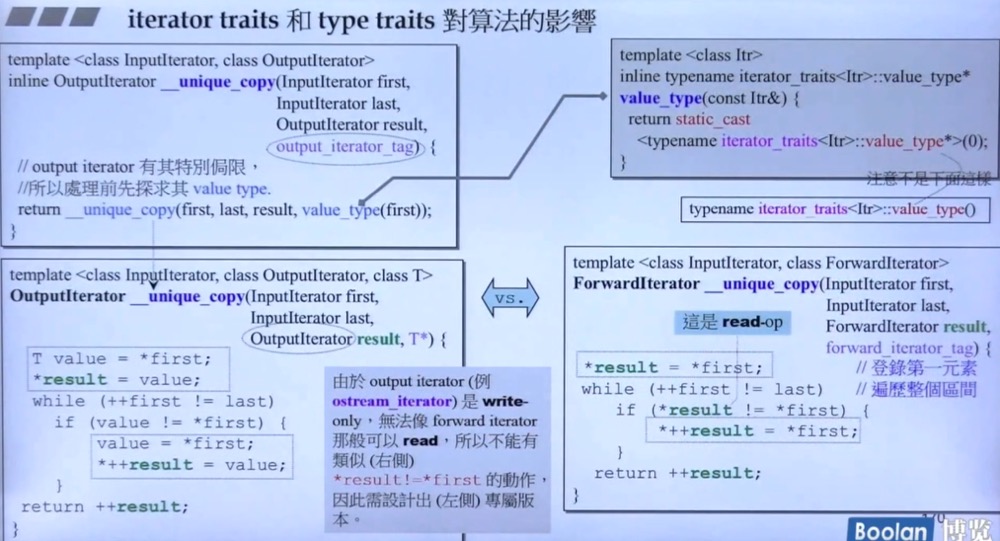 iterator traits 和 type traits 對算法的影響
template <class InputIterator, class OutputIterator>
inline OutputIterator __unique_copy(InputIterator first,
InputIterator last,
OutputIterator result,
output_iterator_tag) {
// output iterator 有其特別侷限，
//所以處理前先探求其 value type.
return __unique_copy(first, last, result, value_type(first));
}
template <class Itr>
inline typename iterator_traits<Itr>::value_type*
value_type(const Itr&) {
return static_cast
<typename iterator_traits<Itr>::value_type*>(0);
}
注意不是下面這樣
typename iterator_traits<Itr>::value_type()
template <class InputIterator, class OutputIterator, class T>
OutputIterator __unique_copy(InputIterator first,
InputIterator last,
OutputIterator result, T*) {
T value = *first;
*result = value;
while (++first != last)
if (value != *first) {
value = *first;
*++result = value;
}
return ++result;
}
由於 output iterator (例
ostream_iterator) 是 write-
only，無法像 forward iterator
那般可以 read，所以不能有
類似 (右側)
*result!=*first 的動作，
因此需設計出 (左側) 專屬版
本。
vs.
template <class InputIterator, class ForwardIterator>
ForwardIterator __unique_copy(InputIterator first,
InputIterator last,
ForwardIterator result,
forward_iterator_tag) {
這是 read-op
*result = *first; // 登錄第一元素
while (++first != last) // 遍歷整個區間
if (*result != *first) {
*++result = *first;
}
return ++result;
}
Boolan 博览